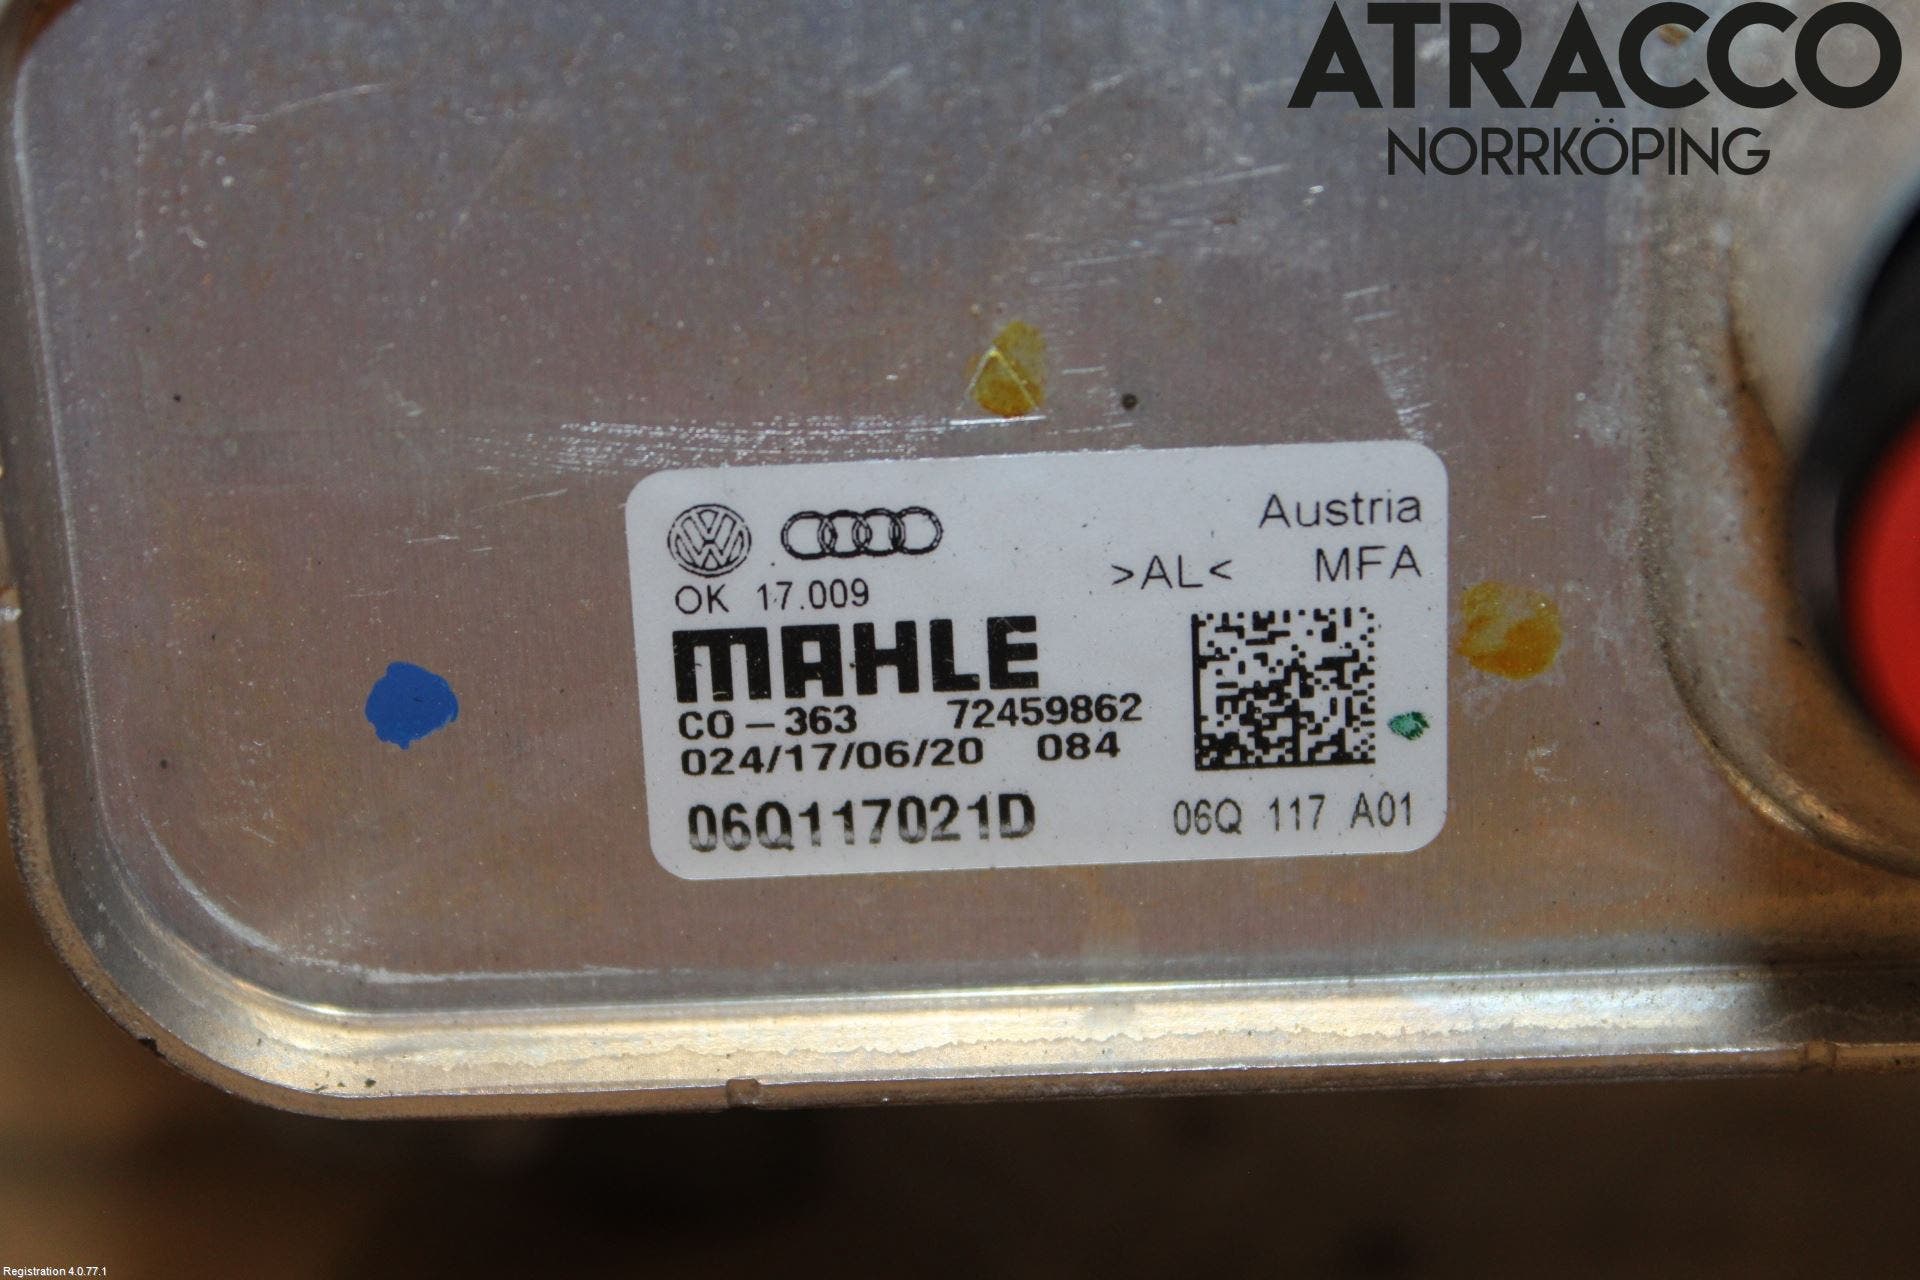 ATRACCO
NORRKÖPING
Austria
OK 17.009
>AL< MFA
MAHLE
CO-363 72459862
024/17/06/20 084
06Q117021D
06Q 117 A01
Registration 4.0.77.1